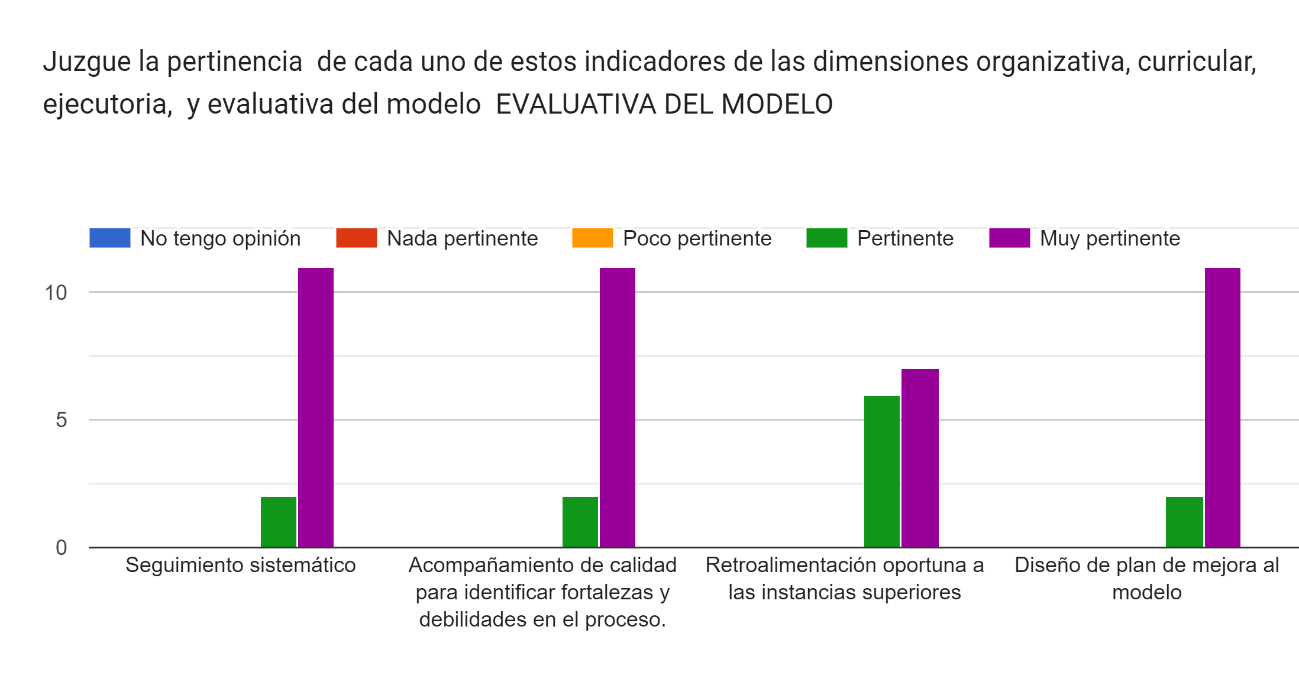 Juzgue la pertinencia  de cada uno de estos indicadores de las dimensiones organizativa, curricular,
ejecutoria,  y evaluativa del modelo  EVALUATIVA DEL MODELO
No tengo opinión Nada pertinente Poco pertinente Pertinente Muy pertinente
10
5
0
Seguimiento sistemático
Acompañamiento de calidad
para identificar fortalezas y
debilidades en el proceso.
Retroalimentación oportuna a
las instancias superiores
Diseño de plan de mejora al
modelo